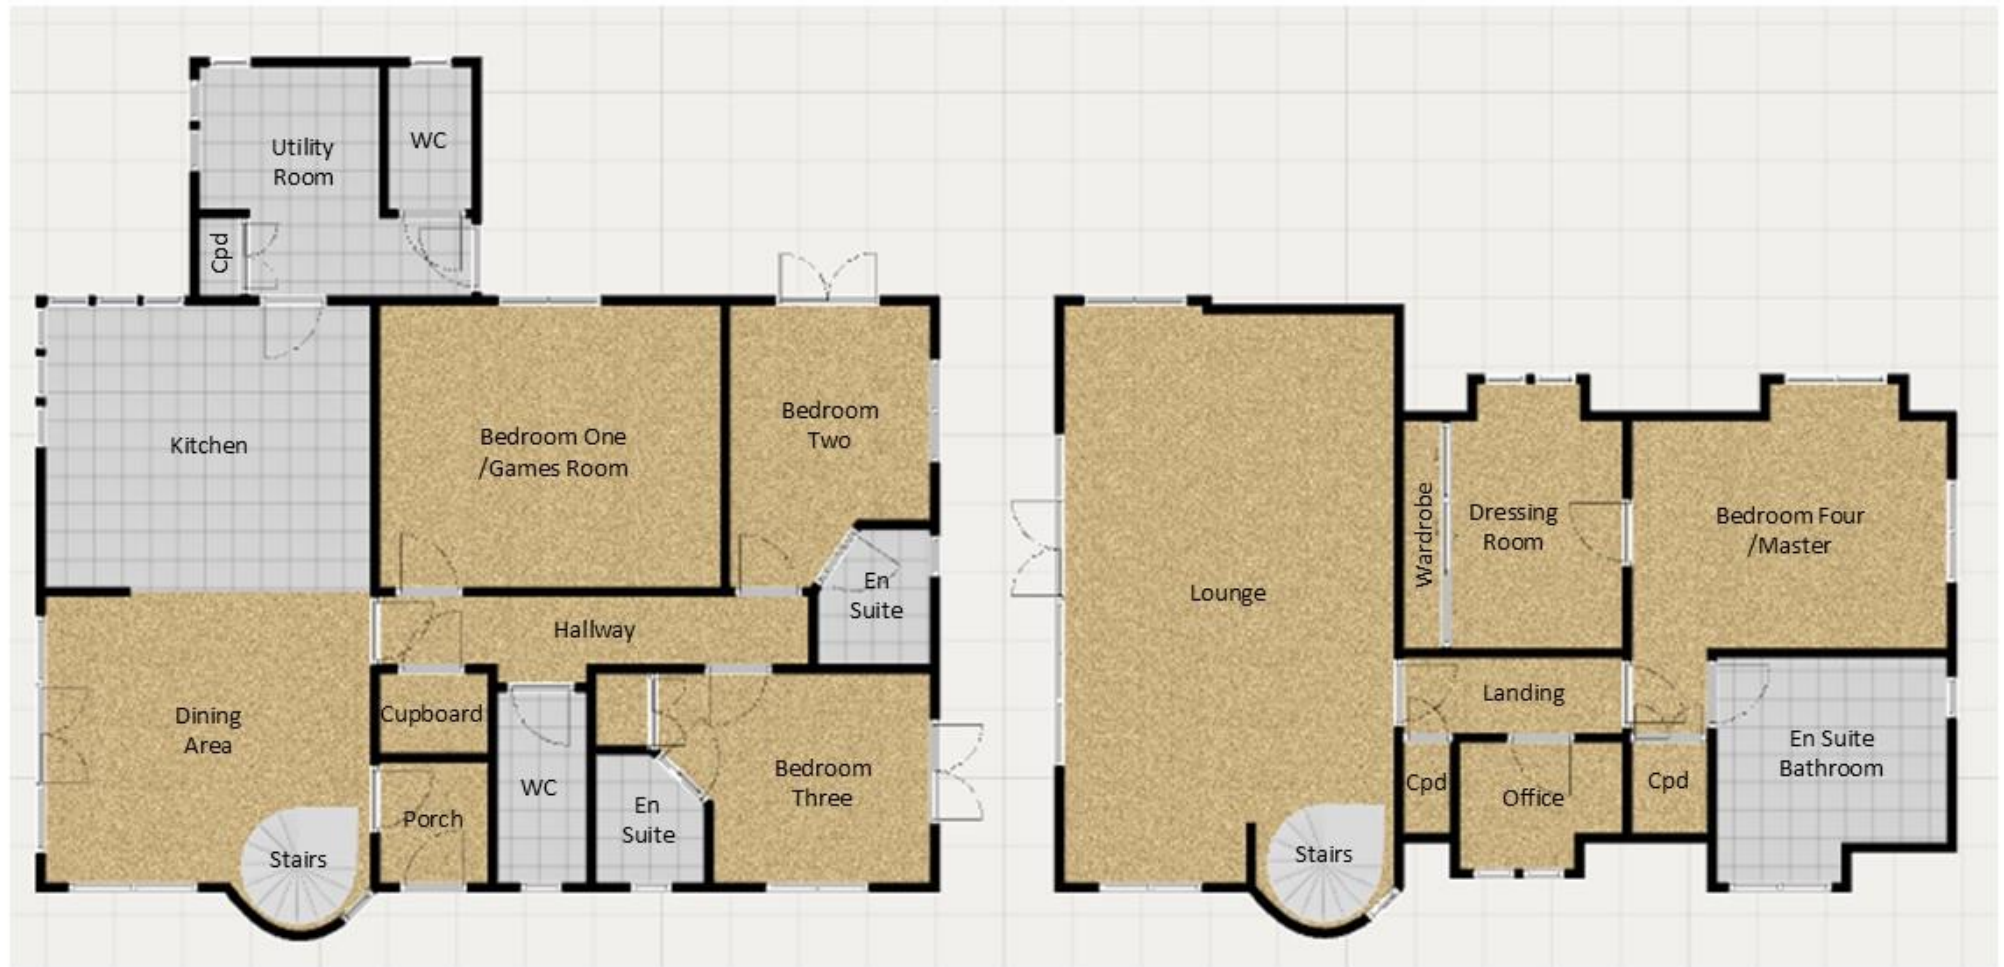 Utility
Room
WC
Cpd
Kitchen
Bedroom One
/Games Room
Bedroom
Two
En
Suite
Hallway
Dining
Area
Cupboard
Porch
Stairs
WC
En
Suite
Bedroom
Three
Lounge
Stairs
Wardrobe
Dressing
Room
Bedroom Four
/Master
Landing
Cpd
Office
Cpd
En Suite
Bathroom